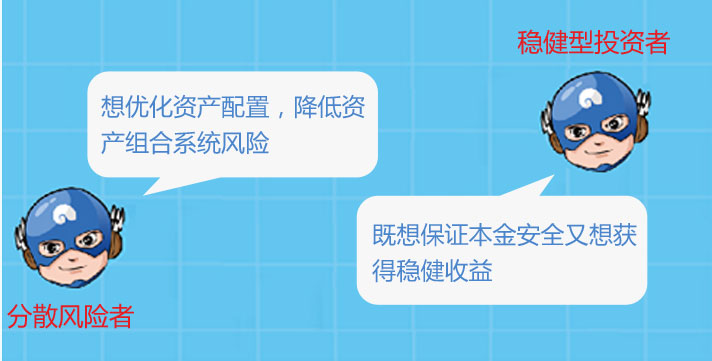 稳健型投资者
想优化资产配置，降低资
产组合系统风险
既想保证本金安全又想获
得稳健收益
分散风险者